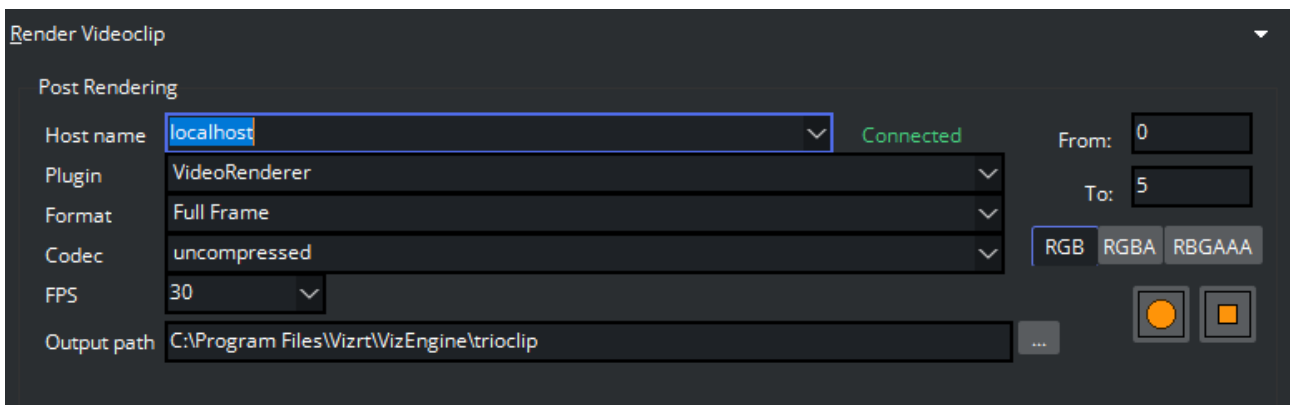 Render Videoclip
Post Rendering
Host name localhost Connected From: 0
Plugin VideoRenderer To: 5
Format Full Frame
Codec uncompressed RGB RGBA RBGAAA
FPS 30
Output path C:\Program Files\Vizrt\VizEngine\trioclip ...